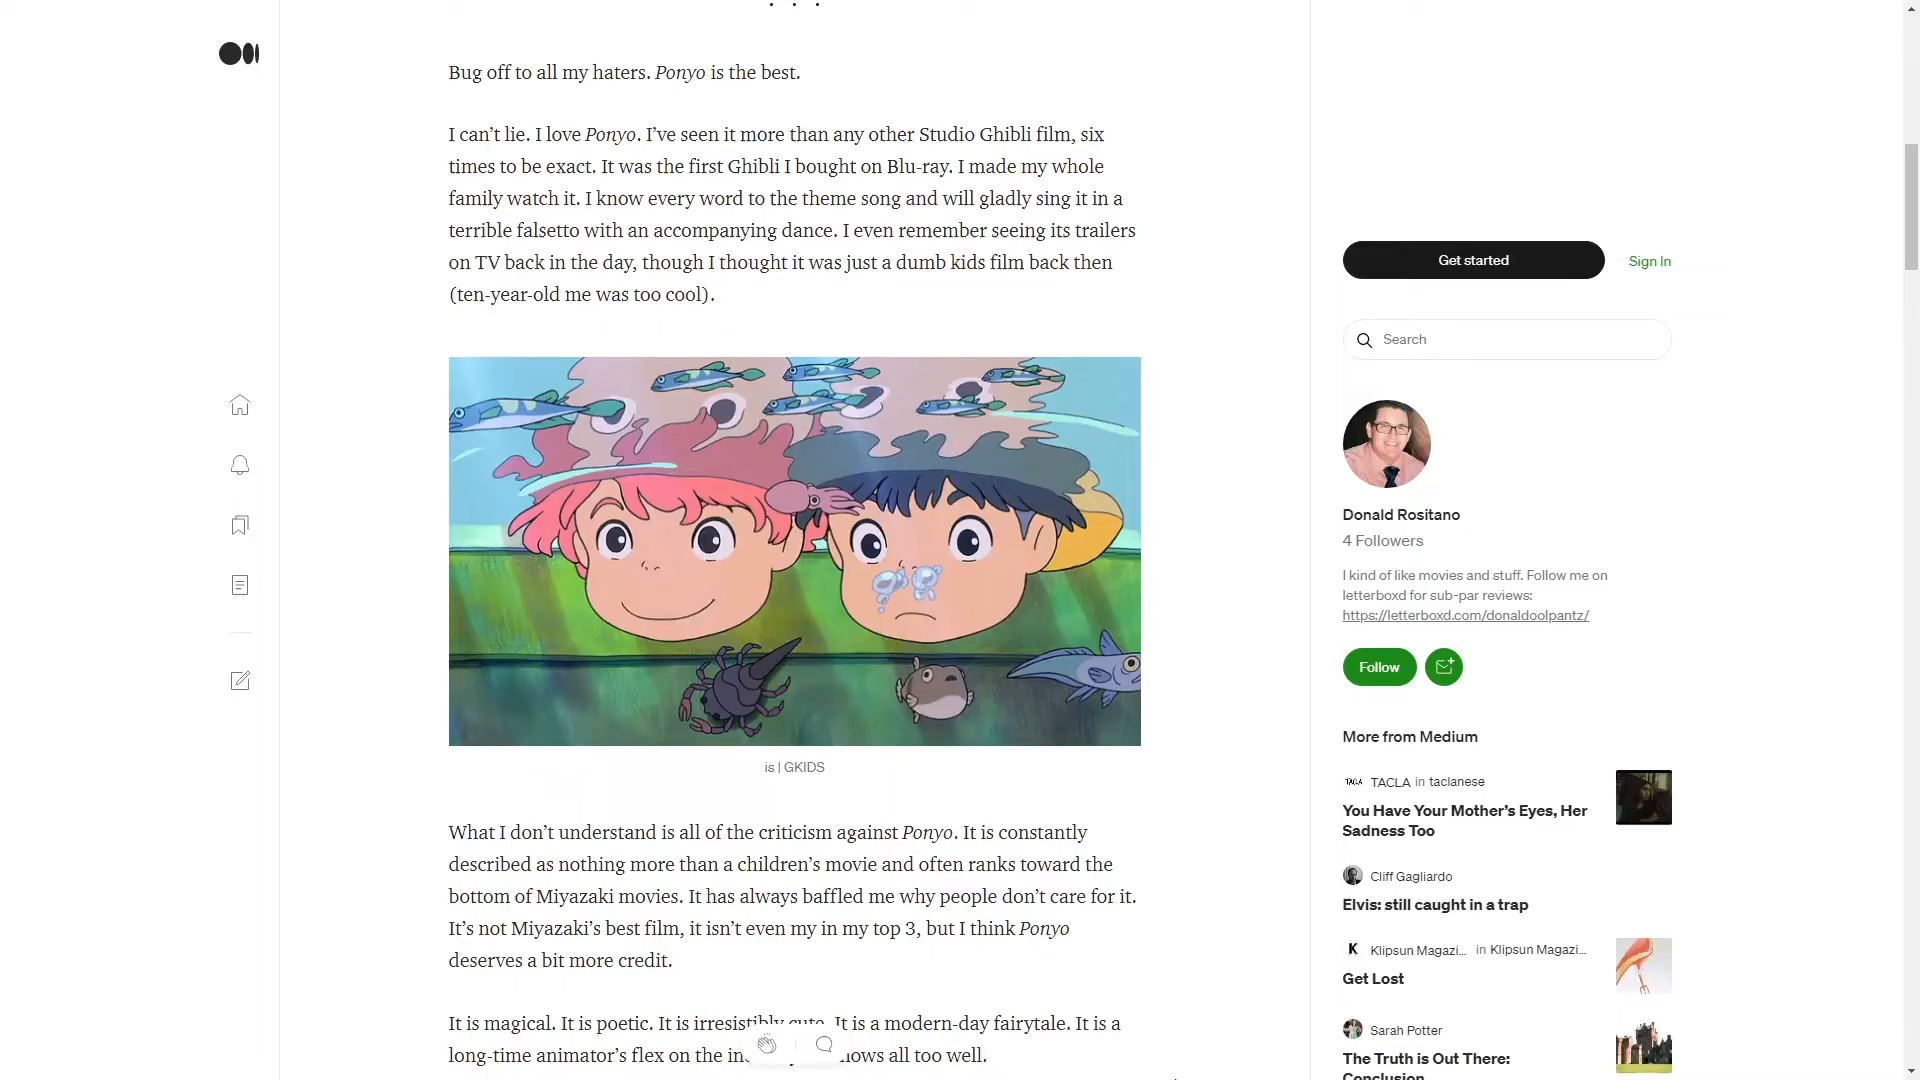 Bug off to all my haters. Ponyo is the best.
I can’t lie. I love Ponyo. I’ve seen it more than any other Studio Ghibli film, six
times to be exact. It was the first Ghibli I bought on Blu-ray. I made my whole
family watch it. I know every word to the theme song and will gladly sing it in a
terrible falsetto with an accompanying dance. I even remember seeing its trailers
on TV back in the day, though I thought it was just a dumb kids film back then
(ten-year-old me was too cool).
is | GKIDS
What I don’t understand is all of the criticism against Ponyo. It is constantly
described as nothing more than a children’s movie and often ranks toward the
bottom of Miyazaki movies. It has always baffled me why people don’t care for it.
It’s not Miyazaki’s best film, it isn’t even my in my top 3, but I think Ponyo
deserves a bit more credit.
It is magical. It is poetic. It is irresistibly cute. It is a modern-day fairytale. It is a
long-time animator’s flex on the all too well.
Get started
Sign In
Search
Donald Rositano
4 Followers
I kind of like movies and stuff. Follow me on
letterboxd for sub-par reviews:
https://letterboxd.com/donaldoolpantz/
Follow
More from Medium
TACLA TACLA in taclanese
You Have Your Mother’s Eyes, Her
Sadness Too
Cliff Gagliardo
Elvis: still caught in a trap
K Klipsun Magazi... in Klipsun Magazi...
Get Lost
Sarah Potter
The Truth is Out There:
Conclusion